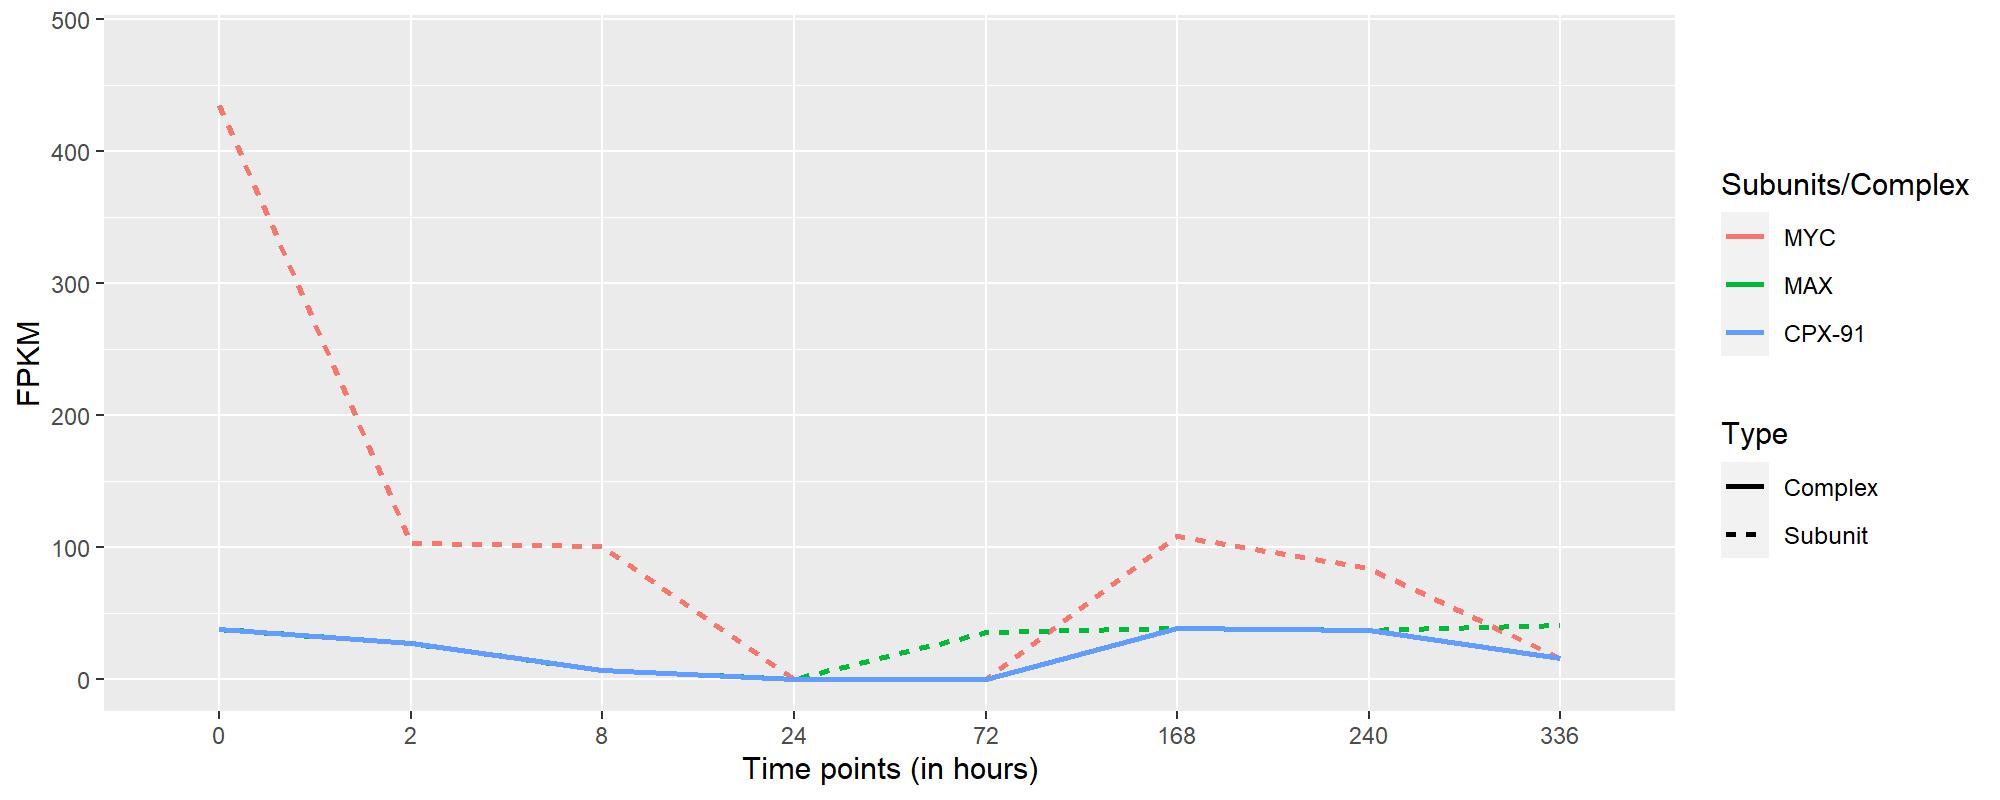 500
400
300
200
100
0
FPKM
0 2 8 24 72 168 240 336
Time points (in hours)
Subunits/Complex
MYC
MAX
CPX-91
Type
Complex
Subunit